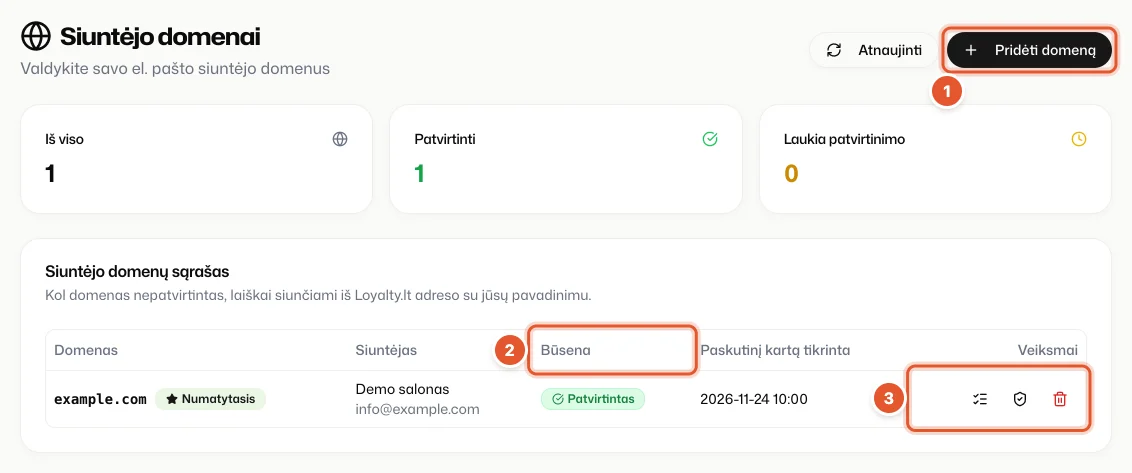 Siuntėjo domenai
Valdykite savo el. pašto siuntėjo domenus
Atnaujinti
+ Pridėti domeną
1
Iš viso
1
Patvirtinti
1
Laukia patvirtinimo
0
Siuntėjo domenų sąrašas
Kol domenas nepatvirtintas, laiškai siunčiami iš Loyalty.lt adreso su jūsų pavadinimu.
Domenas
Siuntėjas
2
Būsena
Paskutinį kartą tikrinta
Veiksmai
example.com
Numatytasis
Demo salonas
info@example.com
Patvirtintas
2026-11-24 10:00
3